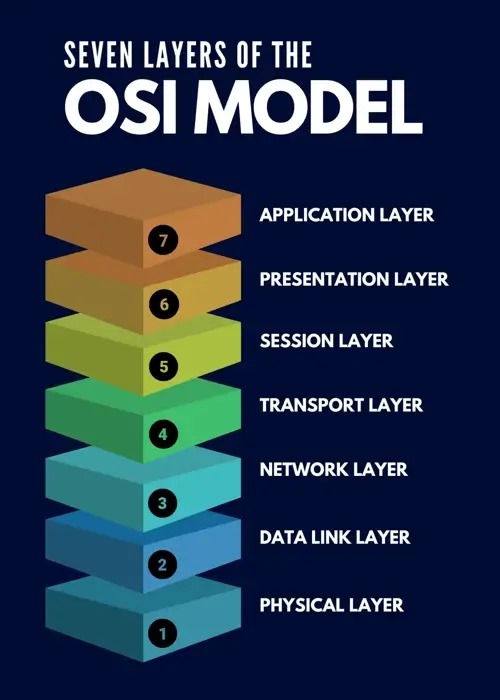 SEVEN LAYERS OF THE
OSI MODEL
7
APPLICATION LAYER
6
PRESENTATION LAYER
5
SESSION LAYER
4
TRANSPORT LAYER
3
NETWORK LAYER
2
DATA LINK LAYER
1
PHYSICAL LAYER